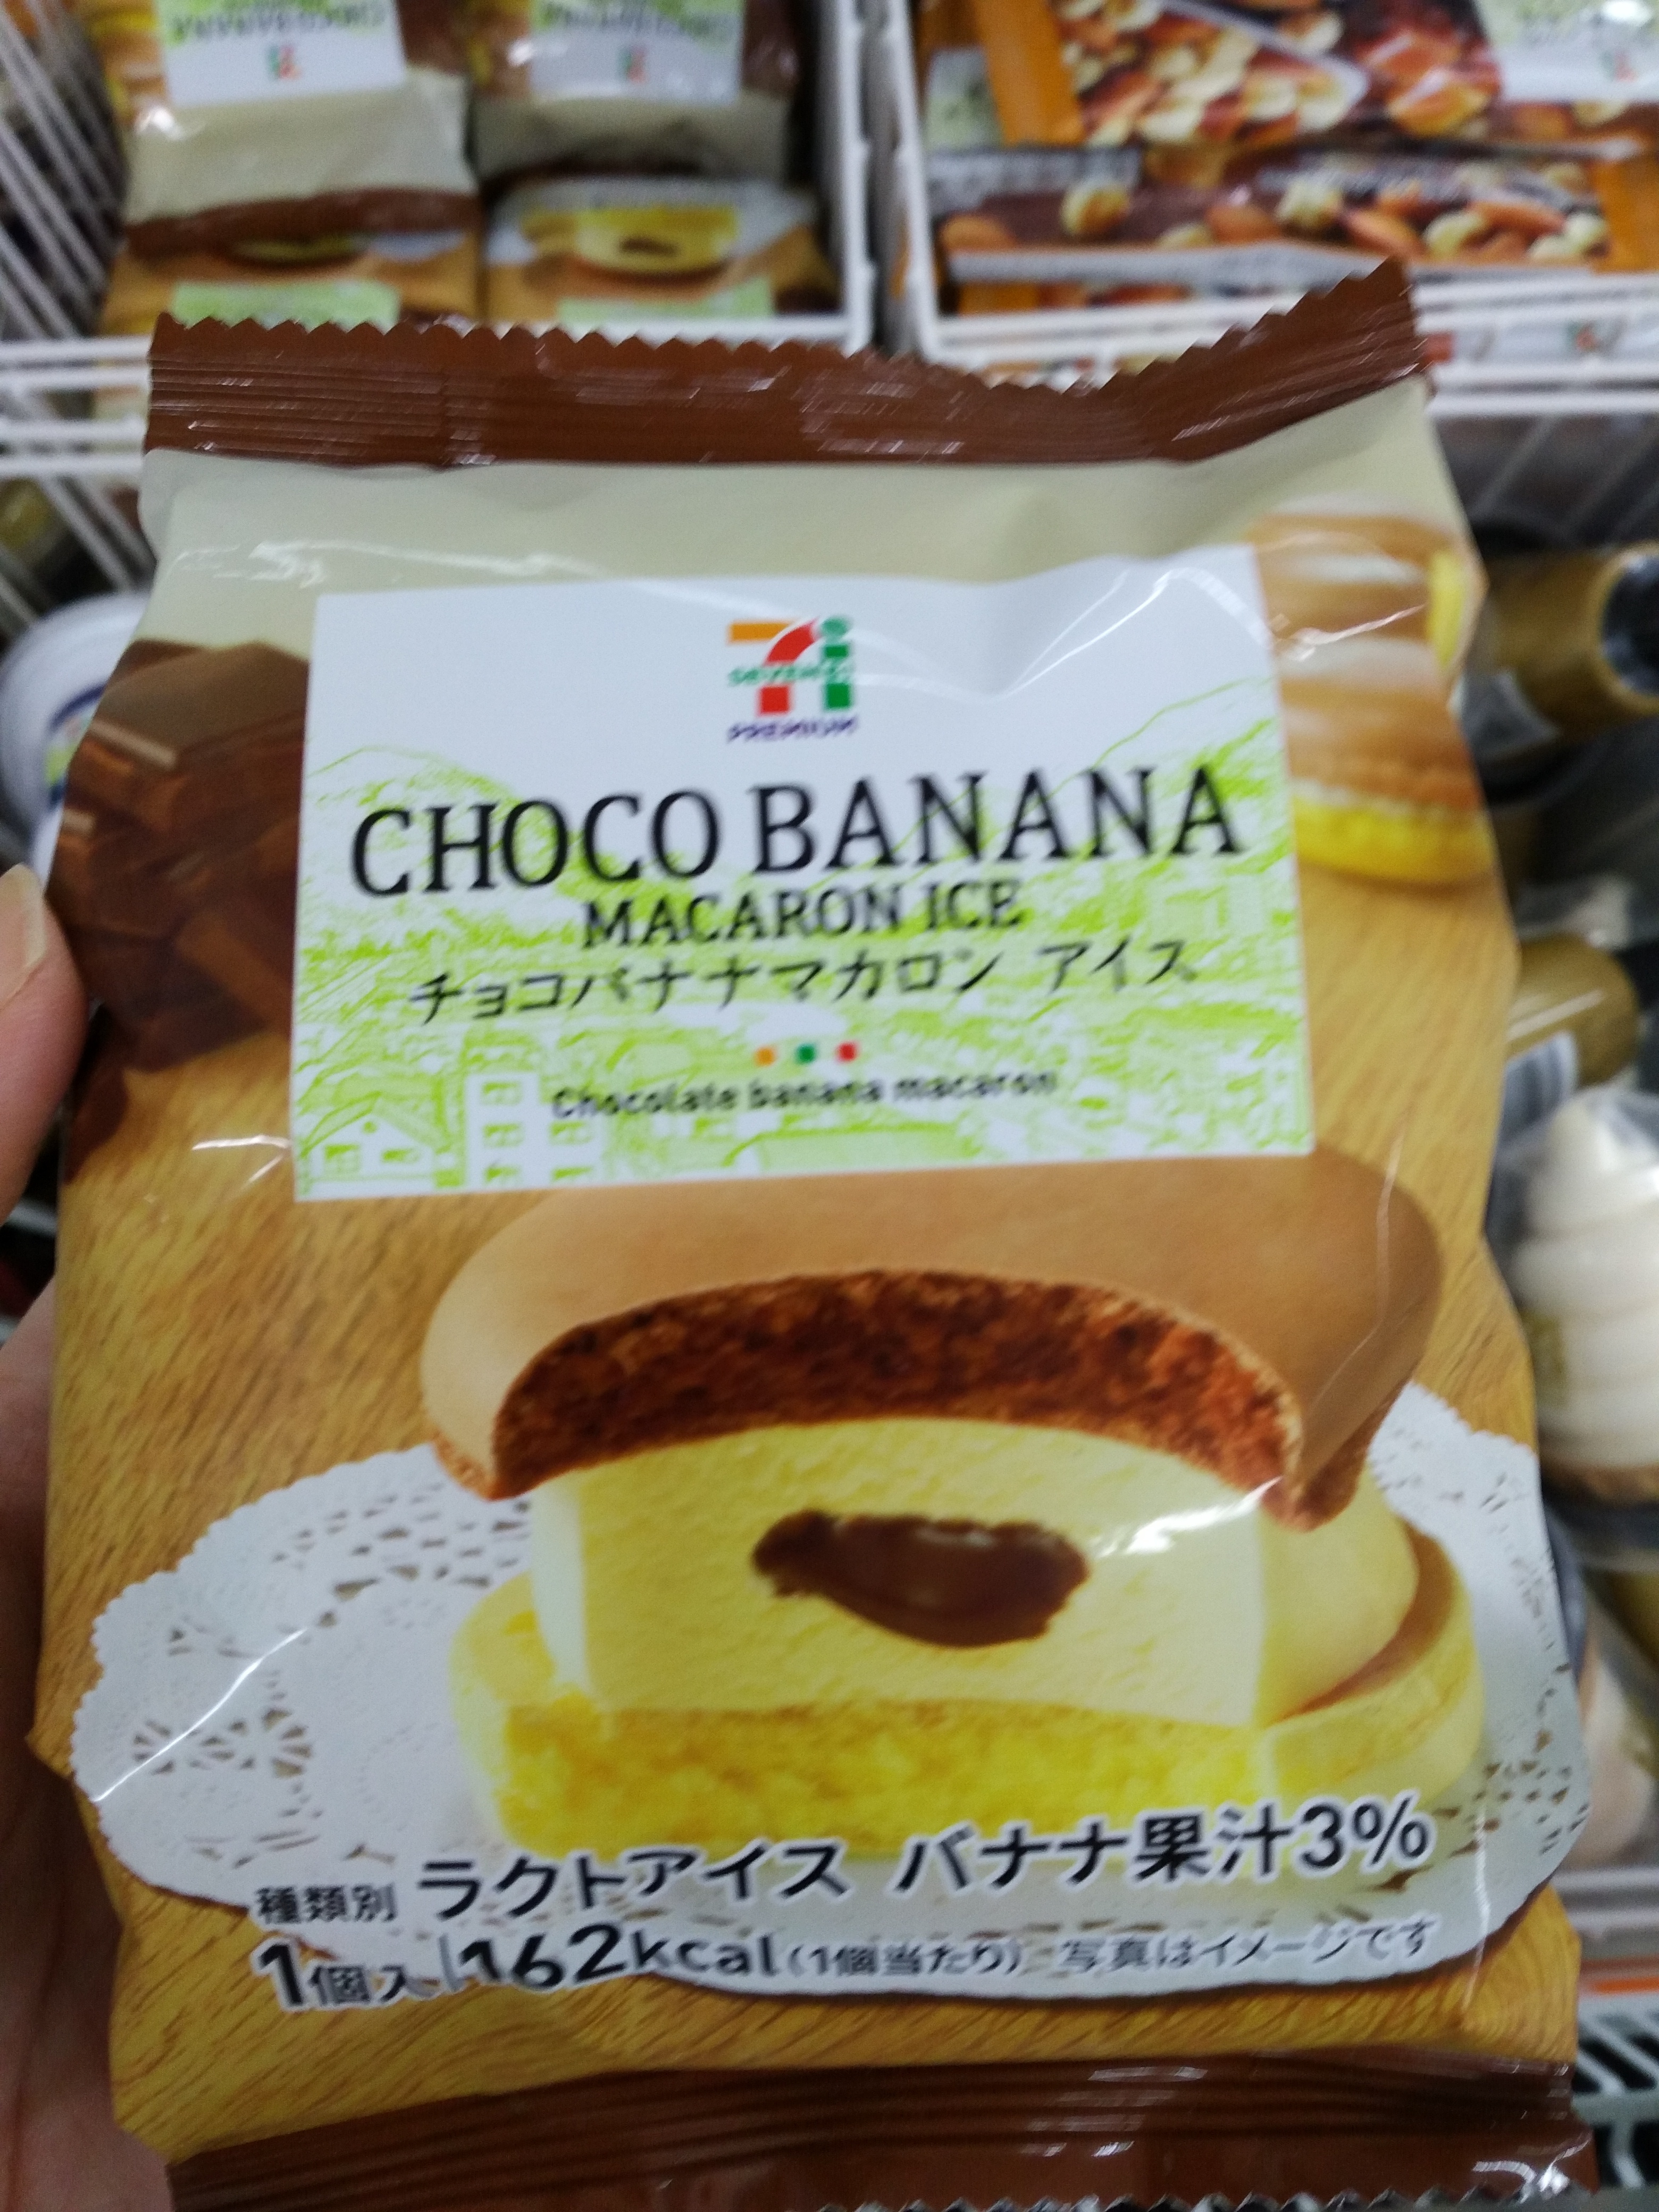 SEVEN&i
PREMIUM
CHOCO BANANA
MACARON ICE
チョコバナナマカロン アイス
Chocolate banana macaron
種類別 ラクトアイス バナナ果汁3%
1個入 162kcal(1個当たり) 写真はイメージです